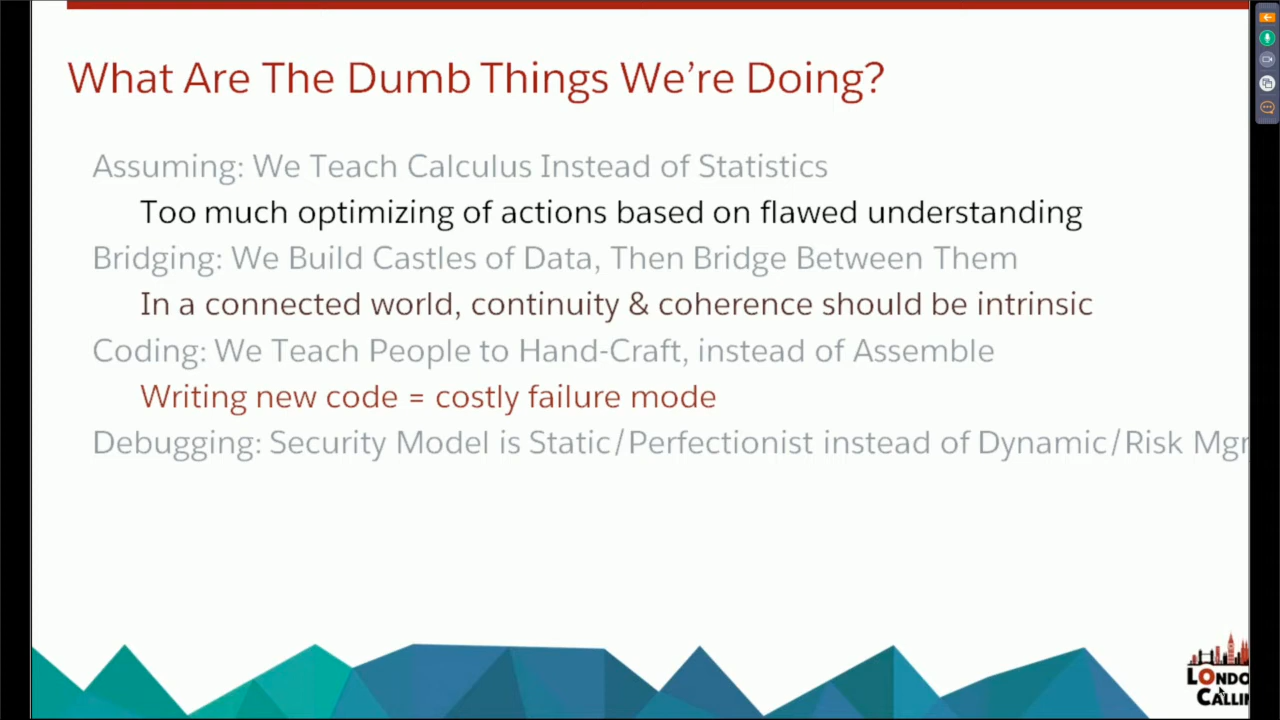 What Are The Dumb Things We're Doing?
Assuming: We Teach Calculus Instead of Statistics
Too much optimizing of actions based on flawed understanding
Bridging: We Build Castles of Data, Then Bridge Between Them
In a connected world, continuity & coherence should be intrinsic
Coding: We Teach People to Hand-Craft, instead of Assemble
Writing new code = costly failure mode
Debugging: Security Model is Static/Perfectionist instead of Dynamic/Risk